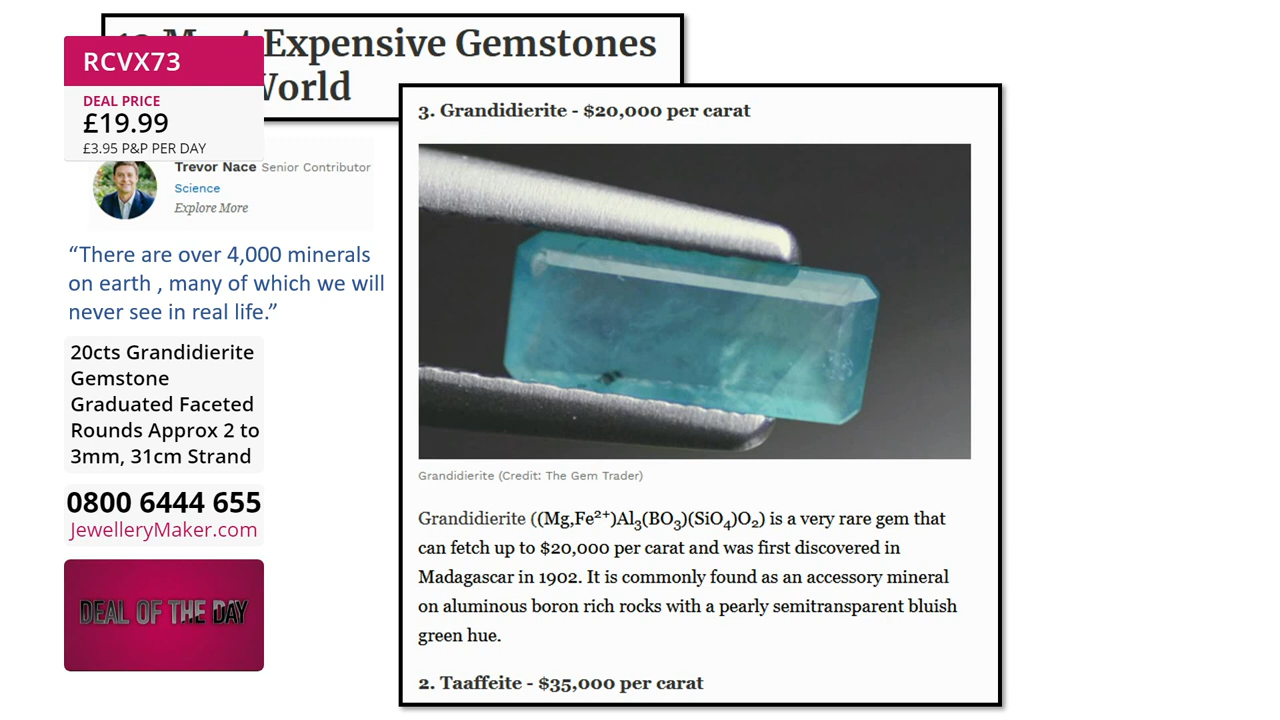 Expensive Gemstones
World
RCVX73
DEAL PRICE
£19.99
£3.95 P&P PER DAY
Trevor Nace Senior Contributor
Science
Explore More
“There are over 4,000 minerals
on earth , many of which we will
never see in real life.”
20cts Grandidierite
Gemstone
Graduated Faceted
Rounds Approx 2 to
3mm, 31cm Strand
0800 6444 655
JewelleryMaker.com
DEAL OF THE DAY
3. Grandidierite - $20,000 per carat
Grandidierite (Credit: The Gem Trader)
Grandidierite ((Mg,Fe²⁺)Al₃(BO₃)(SiO₄)O₂) is a very rare gem that
can fetch up to $20,000 per carat and was first discovered in
Madagascar in 1902. It is commonly found as an accessory mineral
on aluminous boron rich rocks with a pearly semitransparent bluish
green hue.
2. Taaffeite - $35,000 per carat